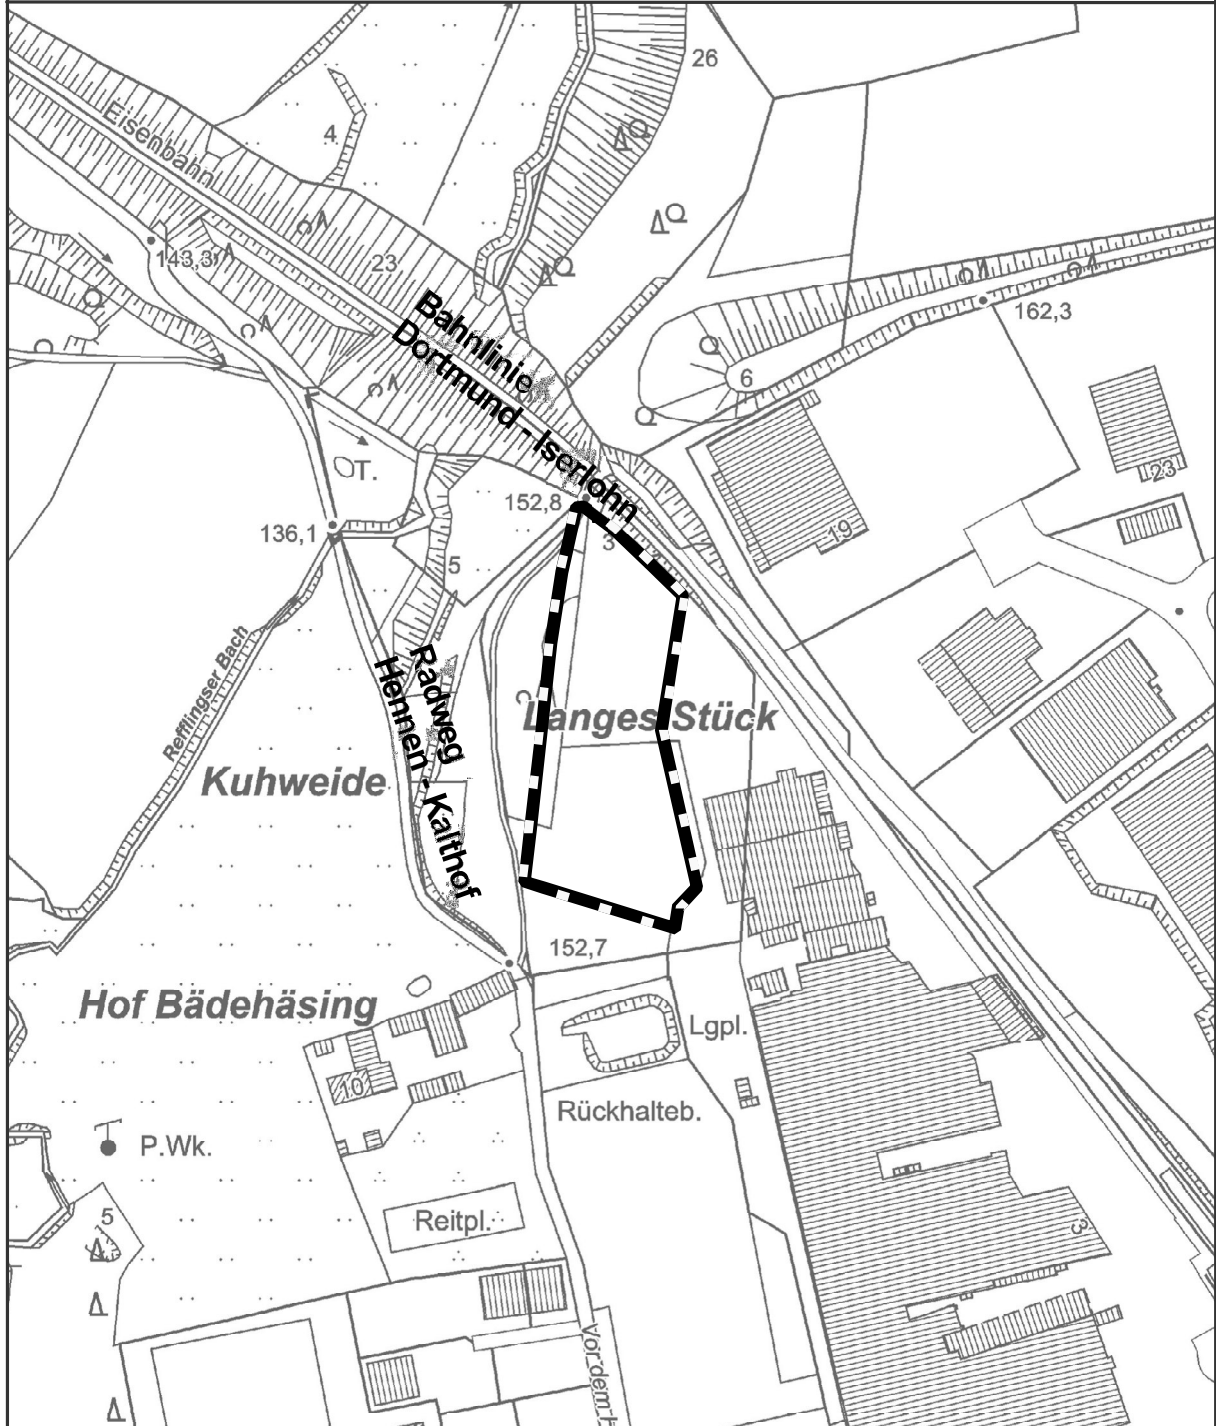 26
4
Eisenbahn
143,3
23
Bahnlinie
Dortmund - Iserlohn
162,3
6
T.
23
152,8
136,1
19
3
5
Refflingser Bach
Radweg
Hennen - Kalthof
Langes Stück
Kuhweide
152,7
Hof Bädehäsing
Lgpl.
10
Rückhalteb.
P.Wk.
5
Reitpl.
3
Vor dem H